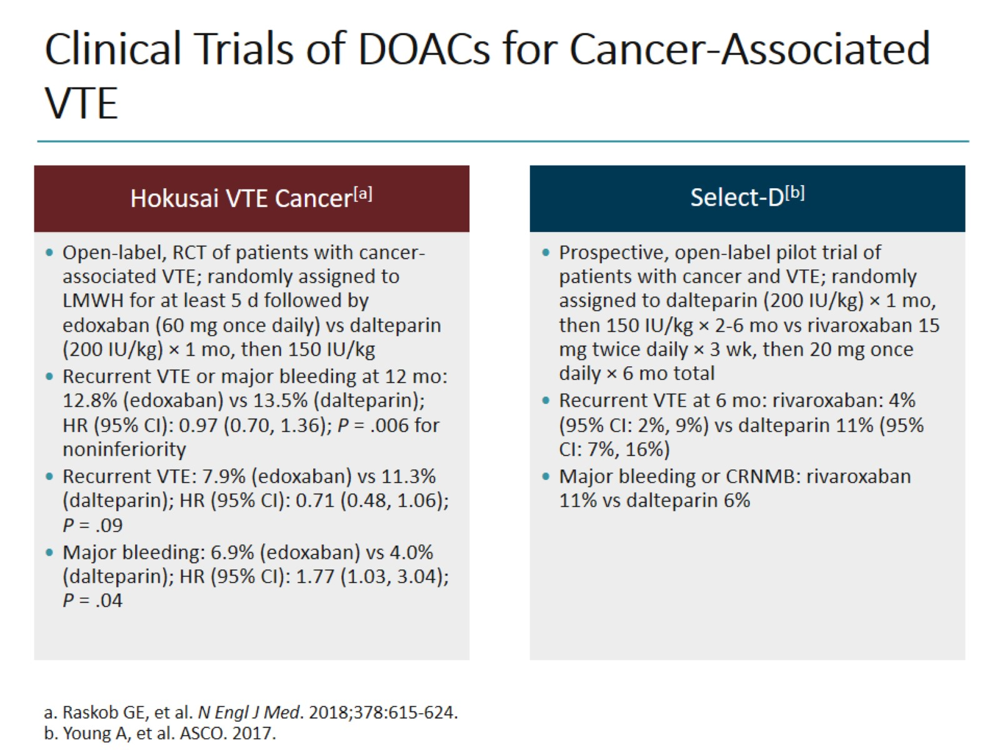 Clinical Trials of DOACs for Cancer-Associated
VTE
Hokusai VTE Cancer[a]
• Open-label, RCT of patients with cancer-
associated VTE; randomly assigned to
LMWH for at least 5 d followed by
edoxaban (60 mg once daily) vs dalteparin
(200 IU/kg) × 1 mo, then 150 IU/kg
• Recurrent VTE or major bleeding at 12 mo:
12.8% (edoxaban) vs 13.5% (dalteparin);
HR (95% CI): 0.97 (0.70, 1.36); P = .006 for
noninferiority
• Recurrent VTE: 7.9% (edoxaban) vs 11.3%
(dalteparin); HR (95% CI): 0.71 (0.48, 1.06);
P = .09
• Major bleeding: 6.9% (edoxaban) vs 4.0%
(dalteparin); HR (95% CI): 1.77 (1.03, 3.04);
P = .04
Select-D[b]
• Prospective, open-label pilot trial of
patients with cancer and VTE; randomly
assigned to dalteparin (200 IU/kg) × 1 mo,
then 150 IU/kg × 2-6 mo vs rivaroxaban 15
mg twice daily × 3 wk, then 20 mg once
daily × 6 mo total
• Recurrent VTE at 6 mo: rivaroxaban: 4%
(95% CI: 2%, 9%) vs dalteparin 11% (95%
CI: 7%, 16%)
• Major bleeding or CRNMB: rivaroxaban
11% vs dalteparin 6%
a. Raskob GE, et al. N Engl J Med. 2018;378:615-624.
b. Young A, et al. ASCO. 2017.